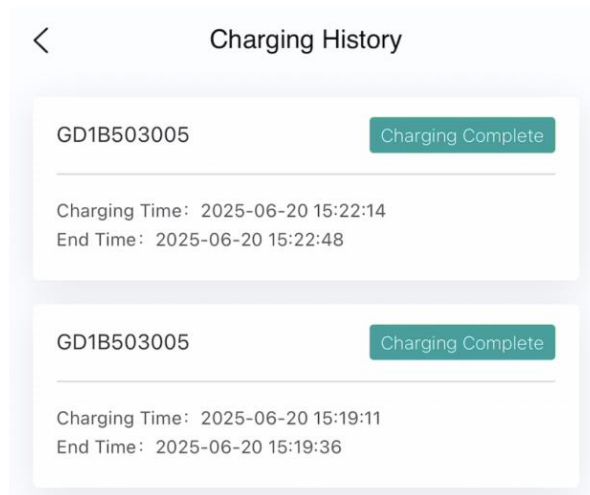 Charging History
GD1B503005
Charging Complete
Charging Time: 2025-06-20 15:22:14
End Time: 2025-06-20 15:22:48
GD1B503005
Charging Complete
Charging Time: 2025-06-20 15:19:11
End Time: 2025-06-20 15:19:36